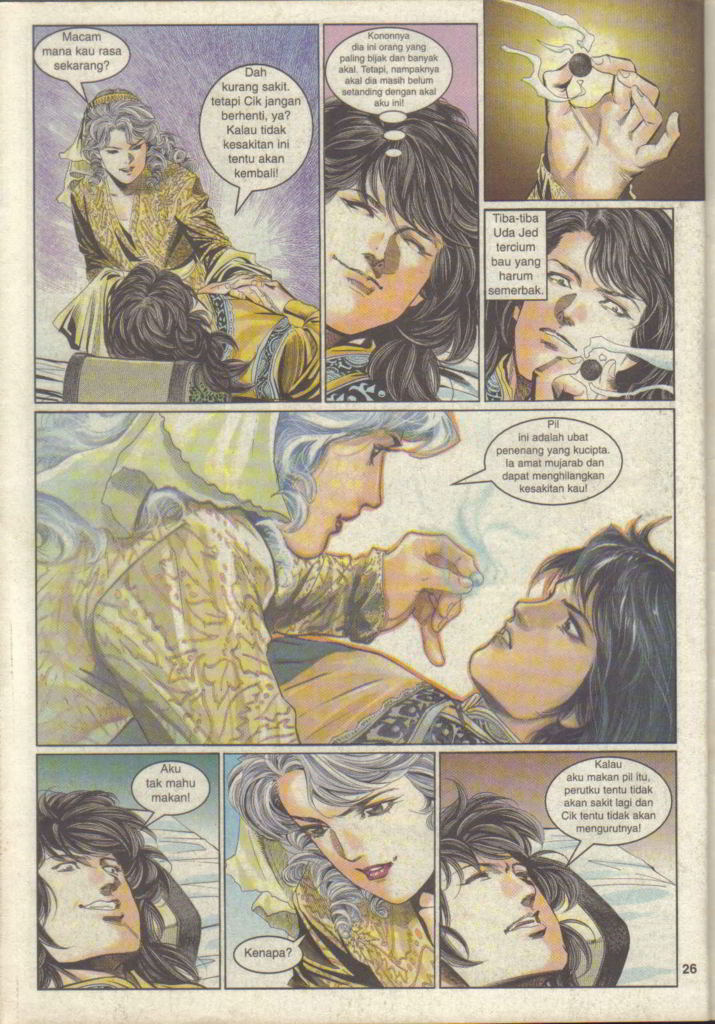 Macam
mana kau rasa
sekarang?
Dah
kurang sakit.
tetapi Cik jangan
berhenti, ya?
Kalau tidak
kesakitan ini
tentu akan
kembali!
Kononnya
dia ini orang yang
paling bijak dan banyak
akal. Tetapi, nampaknya
akal dia masih belum
setanding dengan akal
aku ini!
Tiba-tiba
Uda Jed
tercium
bau yang
harum
semerbak.
Pil
ini adalah ubat
penenang yang kucipta.
Ia amat mujarab dan
dapat menghilangkan
kesakitan kau!
Aku
tak mahu
makan!
Kenapa?
Kalau
aku makan pil itu,
perutku tentu tidak
akan sakit lagi dan
Cik tentu tidak akan
mengurutnya!
26